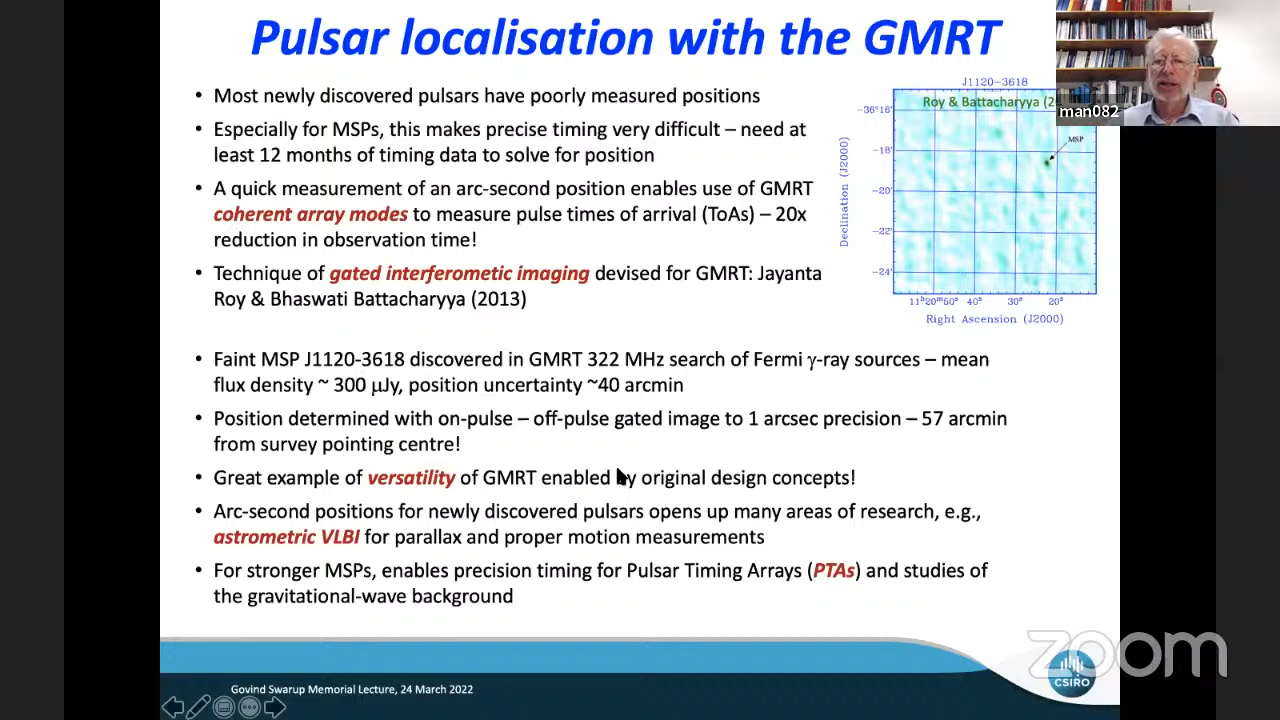 Pulsar localisation with the GMRT
• Most newly discovered pulsars have poorly measured positions
• Especially for MSPs, this makes precise timing very difficult – need at
least 12 months of timing data to solve for position
• A quick measurement of an arc-second position enables use of GMRT
coherent array modes to measure pulse times of arrival (ToAs) – 20x
reduction in observation time!
• Technique of gated interferometic imaging devised for GMRT: Jayanta
Roy & Bhaswati Battacharyya (2013)
J1120-3618
Roy & Battacharyya (2
man082
MSP
Declination (J2000)
-36°16'
-18'
-20'
-22'
-24'
11h20m50s 40s 30s 20s
Right Ascension (J2000)
• Faint MSP J1120-3618 discovered in GMRT 322 MHz search of Fermi γ-ray sources – mean
flux density ~ 300 μJy, position uncertainty ~40 arcmin
• Position determined with on-pulse – off-pulse gated image to 1 arcsec precision – 57 arcmin
from survey pointing centre!
• Great example of versatility of GMRT enabled by original design concepts!
• Arc-second positions for newly discovered pulsars opens up many areas of research, e.g.,
astrometric VLBI for parallax and proper motion measurements
• For stronger MSPs, enables precision timing for Pulsar Timing Arrays (PTAs) and studies of
the gravitational-wave background
Govind Swarup Memorial Lecture, 24 March 2022
CSIRO
zoom